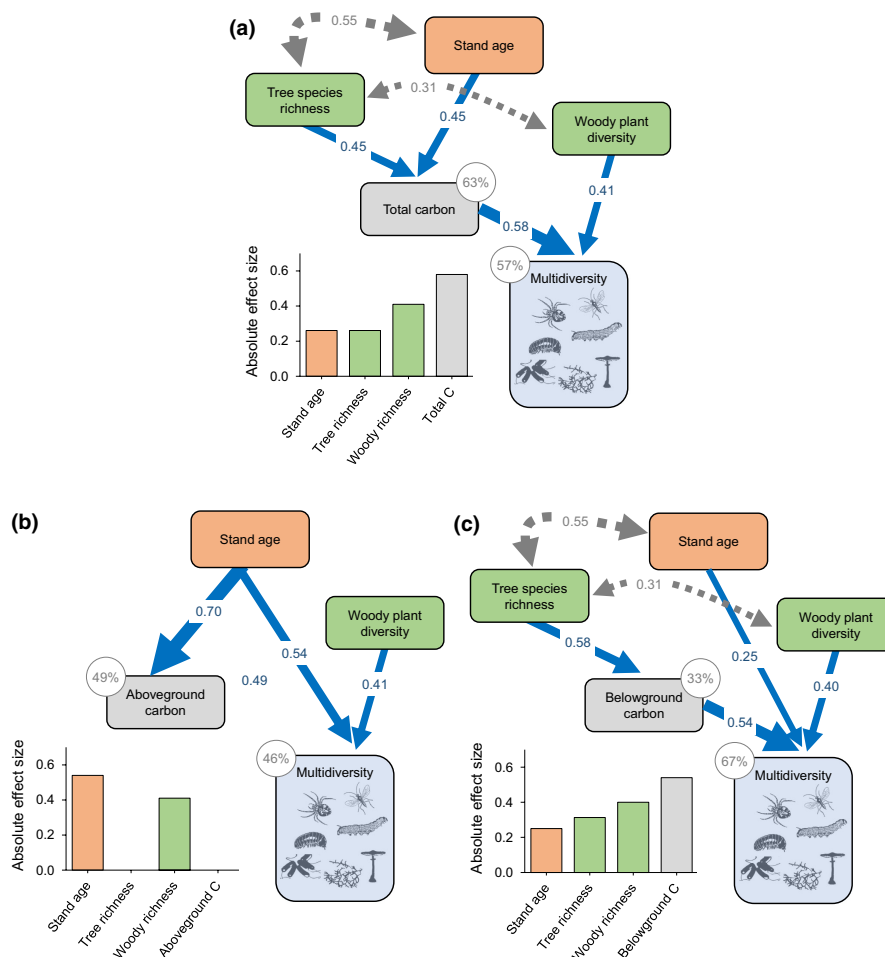 (a)
0.55
Stand age
Tree species
richness
0.31
Woody plant
diversity
0.45
0.45
63%
Total carbon
0.41
0.58
57%
Multidiversity
Absolute effect size
0.6
0.4
0.2
0.0
Stand age
Tree richness
Woody richness
Total C
(b)
Stand age
0.70
Woody plant
diversity
0.54
49%
Aboveground
carbon
0.49
0.41
46%
Multidiversity
Absolute effect size
0.6
0.4
0.2
0.0
Stand age
Tree richness
Woody richness
Aboveground C
(c)
0.55
Stand age
Tree species
richness
0.31
Woody plant
diversity
0.58
0.25
33%
Belowground
carbon
0.40
0.54
67%
Multidiversity
Absolute effect size
0.6
0.4
0.2
0.0
Stand age
Tree richness
Woody richness
Belowground C